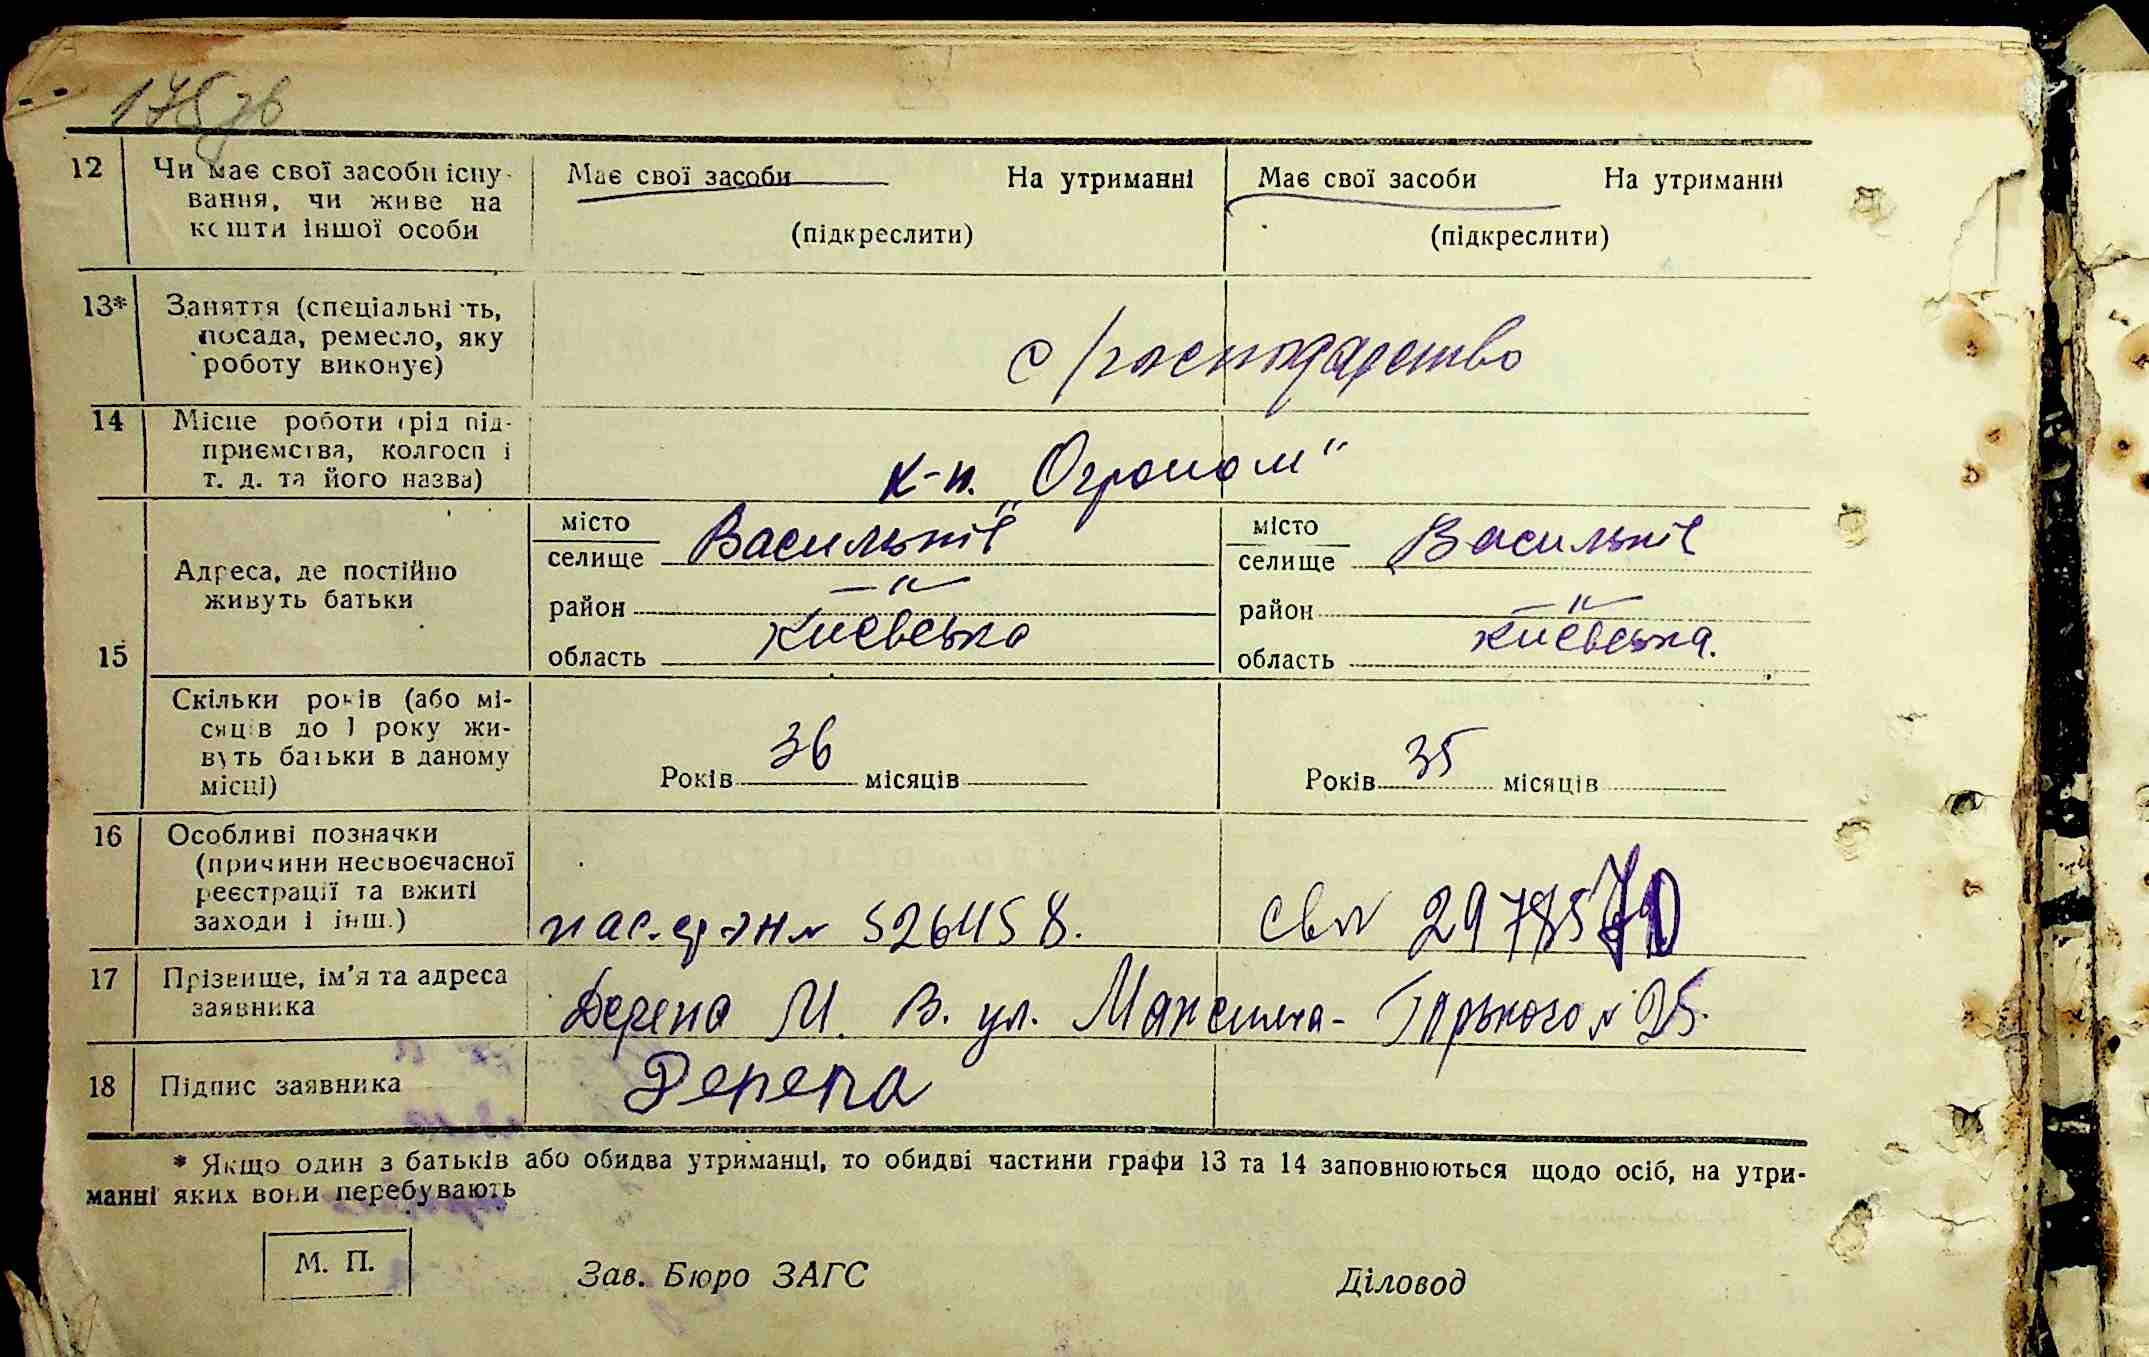 178зв
12 Чи має свої засоби існу- Має свої засоби На утриманні Має свої засоби На утриманні
вання, чи живе на
кошти іншої особи (підкреслити) (підкреслити)
13* Заняття (спеціальність,
посада, ремесло, яку с/господарство
роботу виконує)
14 Місце роботи (рід під-
приємства, колгосп і
т. д. та його назва) к-п. „Огроном"
15 Адреса, де постійно живуть батьки
місто Васильків місто Васильків
селище селище
район —"— район —"—
область Києвська область Києвська.
Скільки років (або мі-
сяців до 1 року жи-
вуть батьки в даному
місці) Років 36 місяців Років 35 місяців
16 Особливі позначки
(причини несвоєчасної
реєстрації та вжиті
заходи і інш.) 526458. 
17 Прізвище, ім'я та адреса
заявника М. В. ул. Максима- Горького № 25.
18 Підпис заявника
* Якщо один з батьків або обидва утриманці, то обидві частини графи 13 та 14 заповнюються щодо осіб, на утри-
манні яких вони перебувають
М. П. Зав. Бюро ЗАГС Діловод